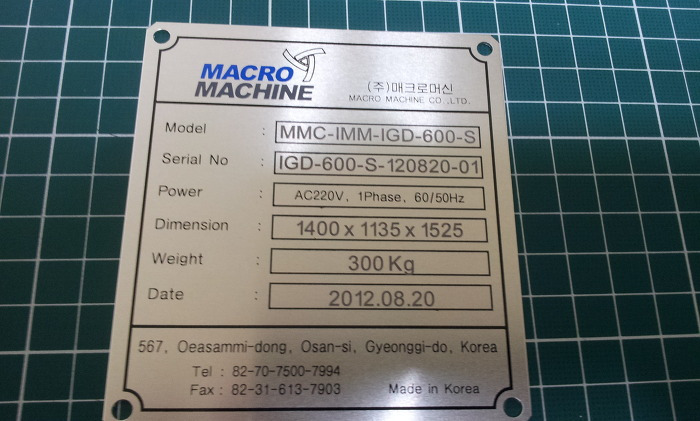 MACRO
MACHINE
(주)매크로머신
MACRO MACHINE CO .,LTD.
Model : MMC-IMM-IGD-600-S
Serial No : IGD-600-S-120820-01
Power : AC220V, 1Phase, 60/50Hz
Dimension : 1400 x 1135 x 1525
Weight : 300 Kg
Date : 2012.08.20
567, Oeasammi-dong, Osan-si, Gyeonggi-do, Korea
Tel : 82-70-7500-7994
Fax : 82-31-613-7903 Made in Korea